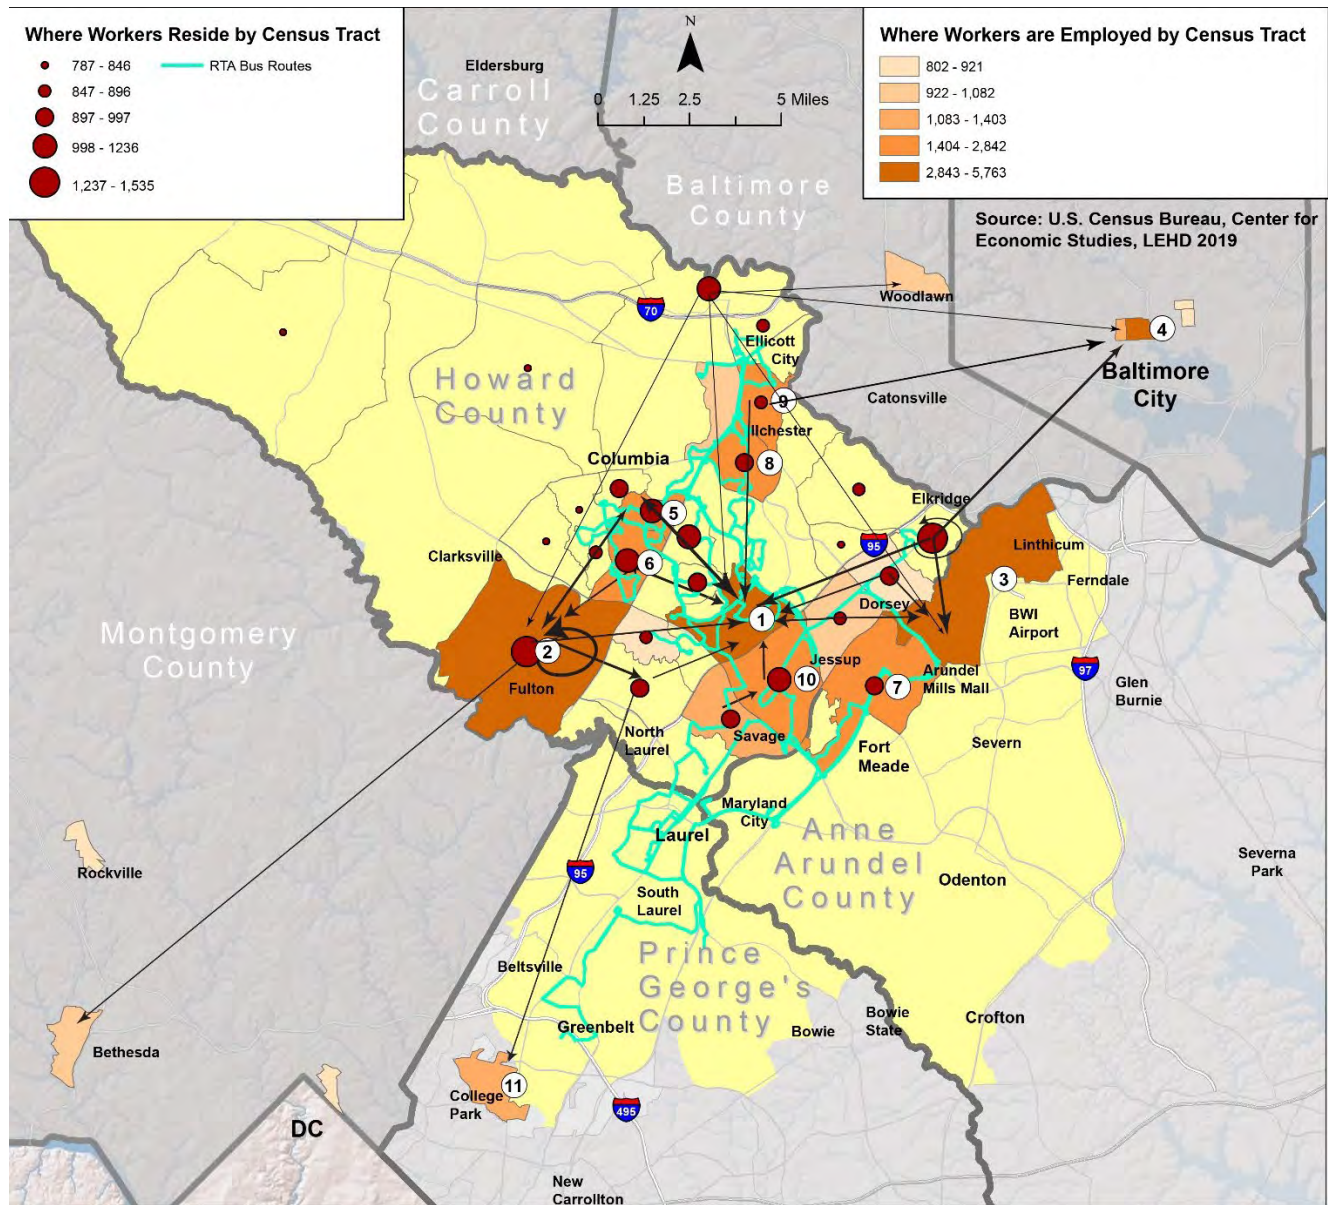 Where Workers Reside by Census Tract
787 - 846
RTA Bus Routes
847 - 896
897 - 997
998 - 1236
1,237 - 1,535
N
0 1.25 2.5 5 Miles
Where Workers are Employed by Census Tract
802 - 921
922 - 1,082
1,083 - 1,403
1,404 - 2,842
2,843 - 5,763
Source: U.S. Census Bureau, Center for
Economic Studies, LEHD 2019
Eldersburg
Carroll
County
Baltimore
County
Woodlawn
70
4
Ellicott
City
Baltimore
City
Howard
County
Catonsville
9
Ilchester
Columbia
8
Elkridge
5
95
Linthicum
Clarksville
6
3
Ferndale
Dorsey
BWI
Airport
1
Montgomery
County
2
Jessup
97
Fulton
10
7
Arundel
Mills Mall
Glen
Burnie
North
Laurel
Savage
Severn
Fort
Meade
Maryland
City
Laurel
Anne
Arundel
County
Severna
Park
Rockville
95
Odenton
South
Laurel
Beltsville
Prince
George's
County
Bowie
State
Crofton
Greenbelt
Bowie
Bethesda
11
College
Park
495
DC
New
Carrollton